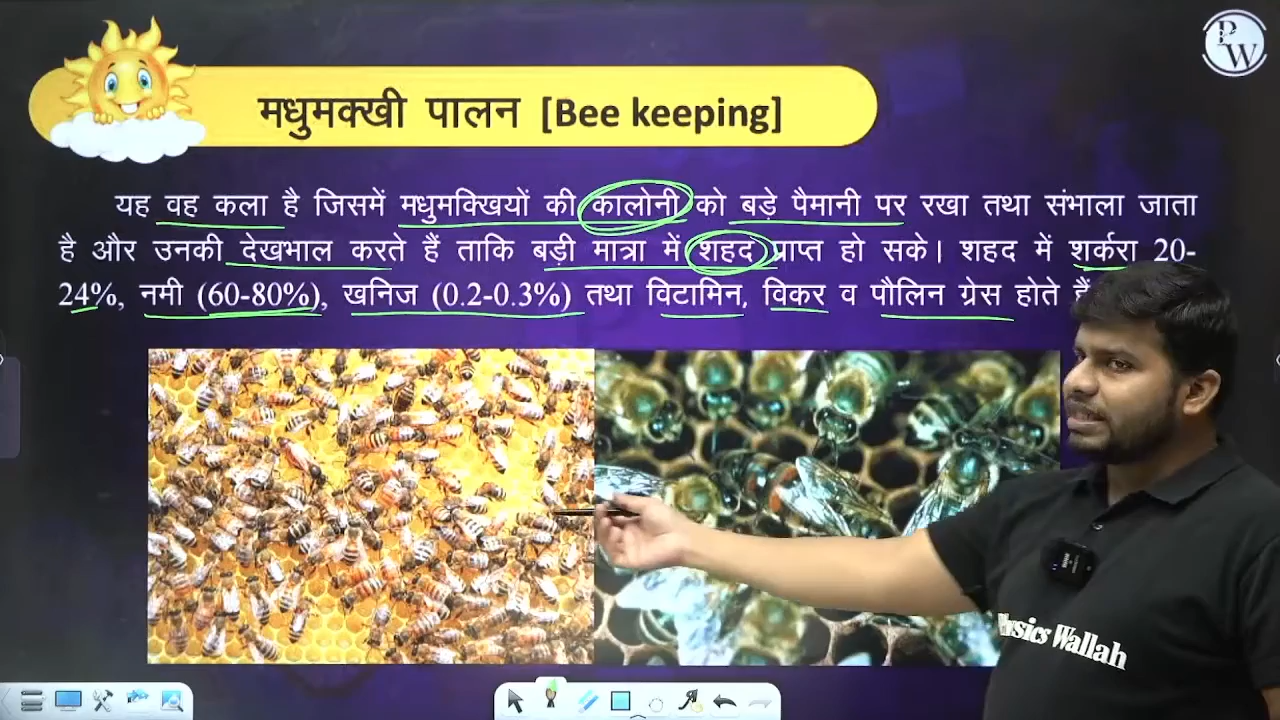 PW
मधुमक्खी पालन [Bee keeping]
यह वह कला है जिसमें मधुमक्खियों की कालोनी को बड़े पैमानी पर रखा तथा संभाला जाता
है और उनकी देखभाल करते हैं ताकि बड़ी मात्रा में शहद प्राप्त हो सके। शहद में शर्करा 20-
24%, नमी (60-80%), खनिज (0.2-0.3%) तथा विटामिन, विकर व पौलिन ग्रेस होते हैं
Physics Wallah